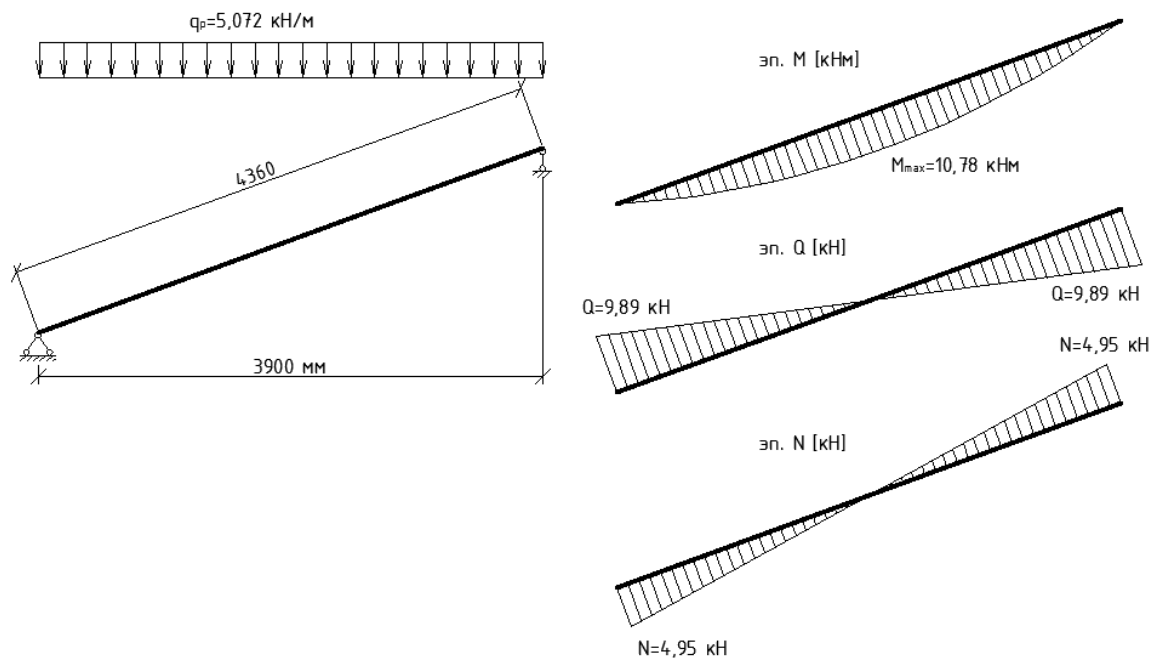 qр=5,072 кН/м
4360
3900 мм
эп. M [кНм]
Mmax=10,78 кНм
эп. Q [кН]
Q=9,89 кН
Q=9,89 кН
N=4,95 кН
эп. N [кН]
N=4,95 кН